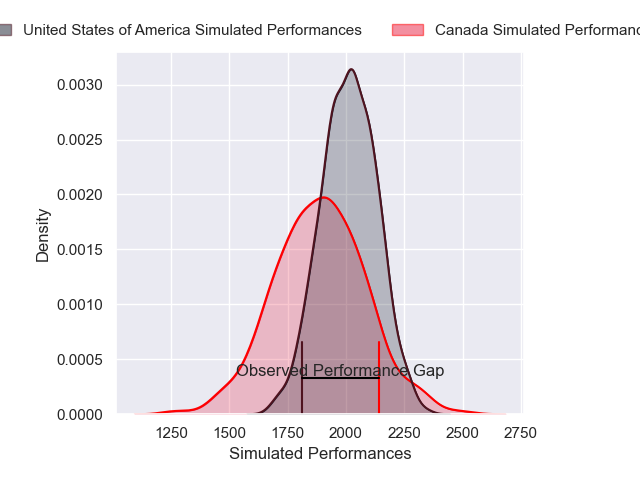 United States of America Simulated Performances
Canada Simulated Performanc
0.0030
0.0025
0.0020
0.0015
0.0010
0.0005
0.0000
Density
Observed Performance Gap
1250 1500 1750 2000 2250 2500 2750
Simulated Performances